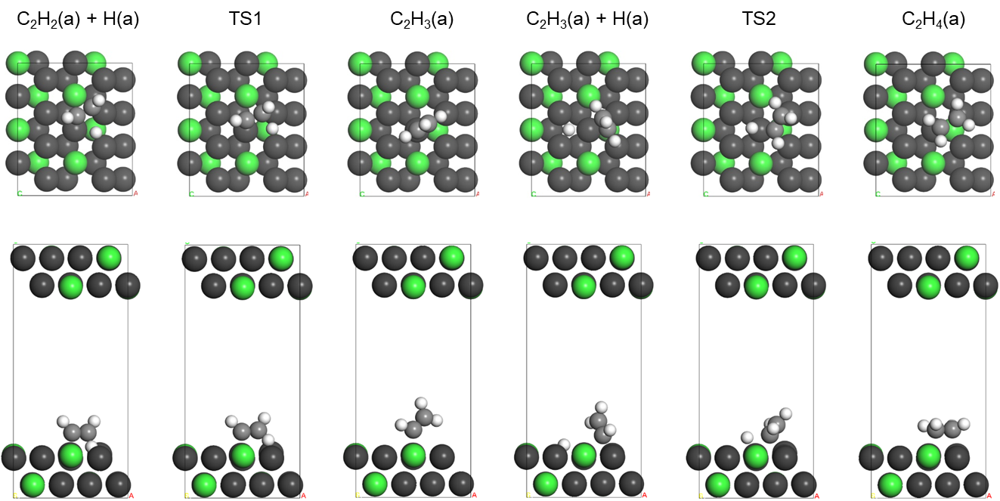 C₂H₂(a) + H(a)
TS1
C₂H₃(a)
C₂H₃(a) + H(a)
TS2
C₂H₄(a)
C A
C A
C A
C A
C A
C A
A
A
A
A
A
A